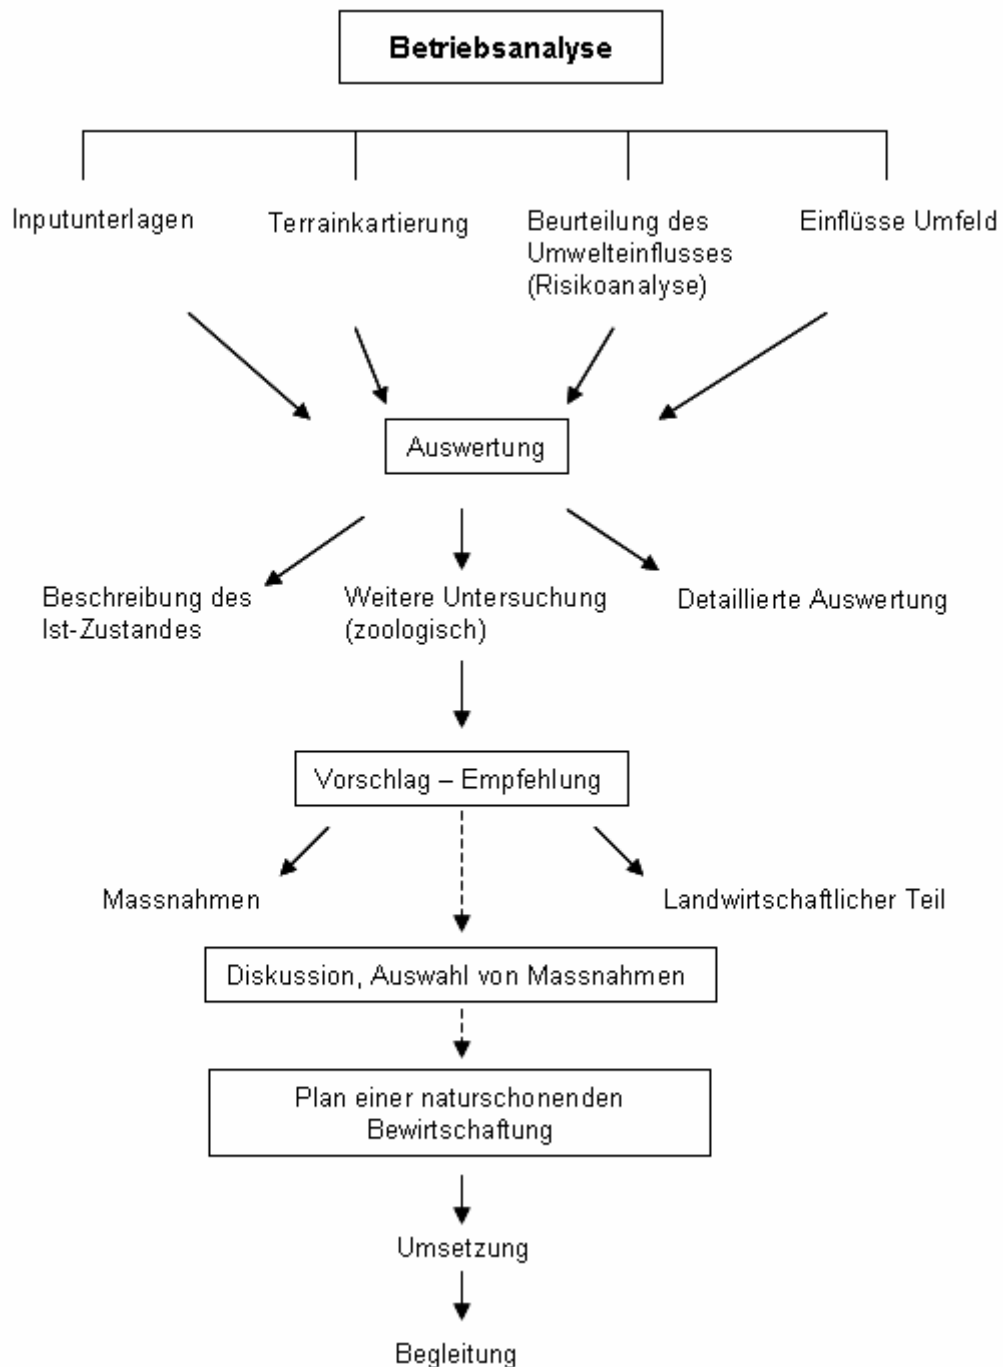 Betriebsanalyse
Inputunterlagen
Terrainkartierung
Beurteilung des
Umwelteinflusses
(Risikoanalyse)
Einflüsse Umfeld
Auswertung
Beschreibung des
Ist-Zustandes
Weitere Untersuchung
(zoologisch)
Detaillierte Auswertung
Vorschlag – Empfehlung
Massnahmen
Landwirtschaftlicher Teil
Diskussion, Auswahl von Massnahmen
Plan einer naturschonenden
Bewirtschaftung
Umsetzung
Begleitung